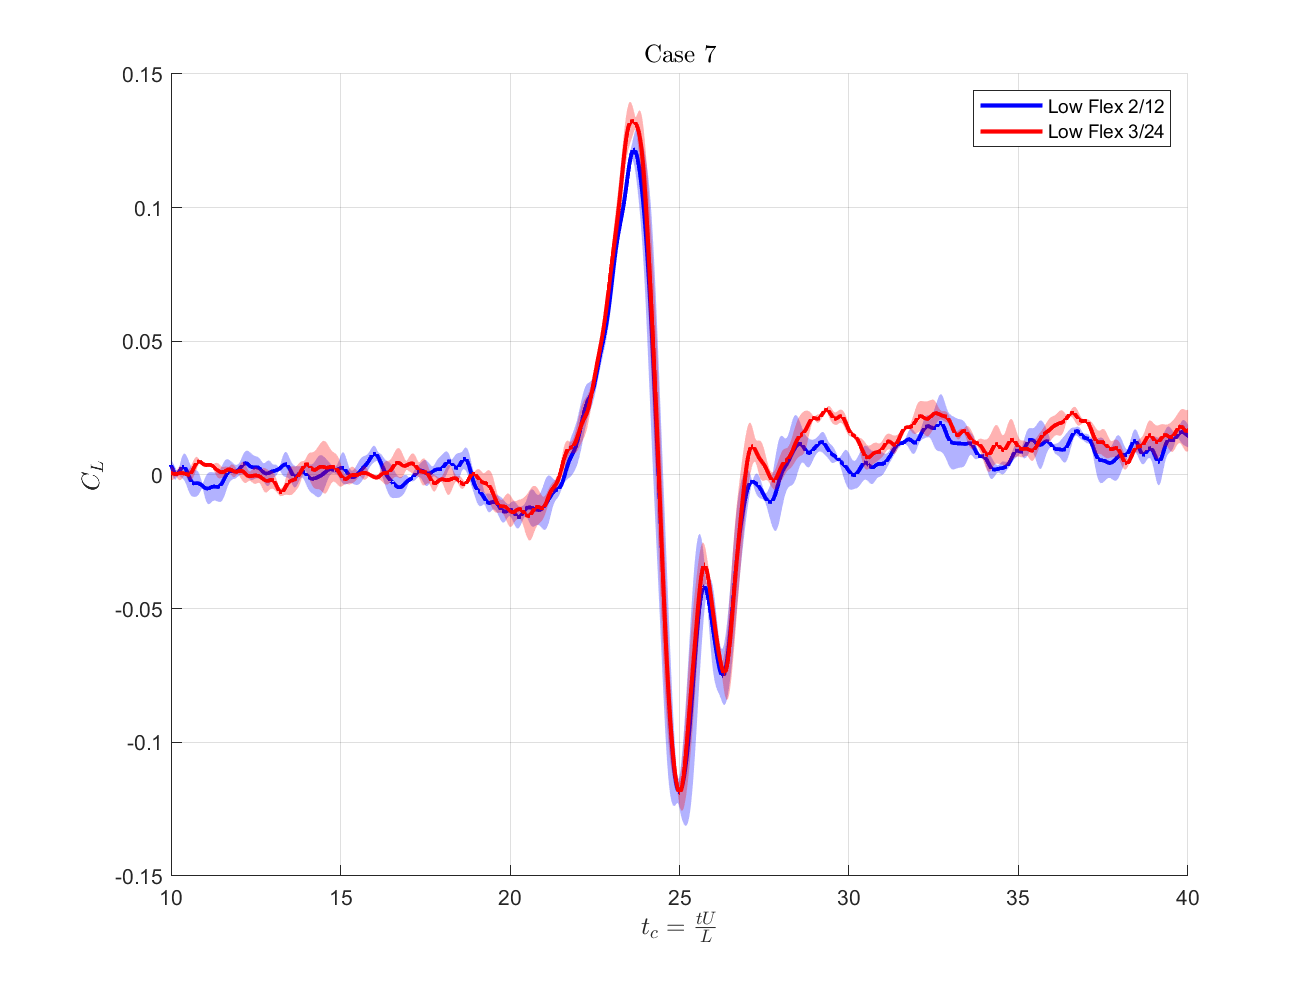 Case 7
Low Flex 2/12
Low Flex 3/24
0.15
0.1
0.05
0
-0.05
-0.1
-0.15
C_L
10 15 20 25 30 35 40
t_c = \frac{tU}{L}